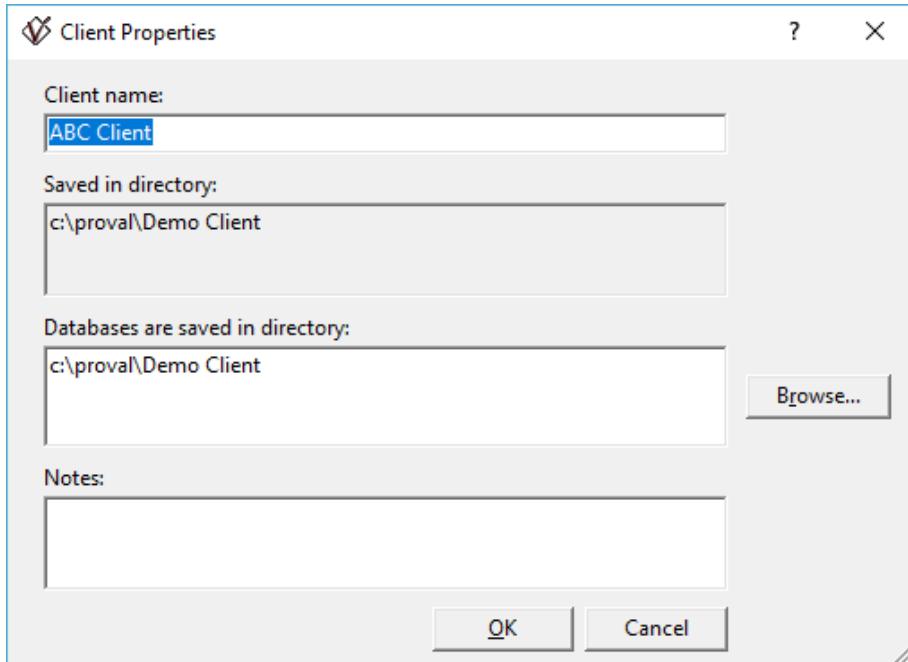 Client Properties
Client name:
ABC Client
Saved in directory:
c:\proval\Demo Client
Databases are saved in directory:
c:\proval\Demo Client
Browse...
Notes:
OK Cancel